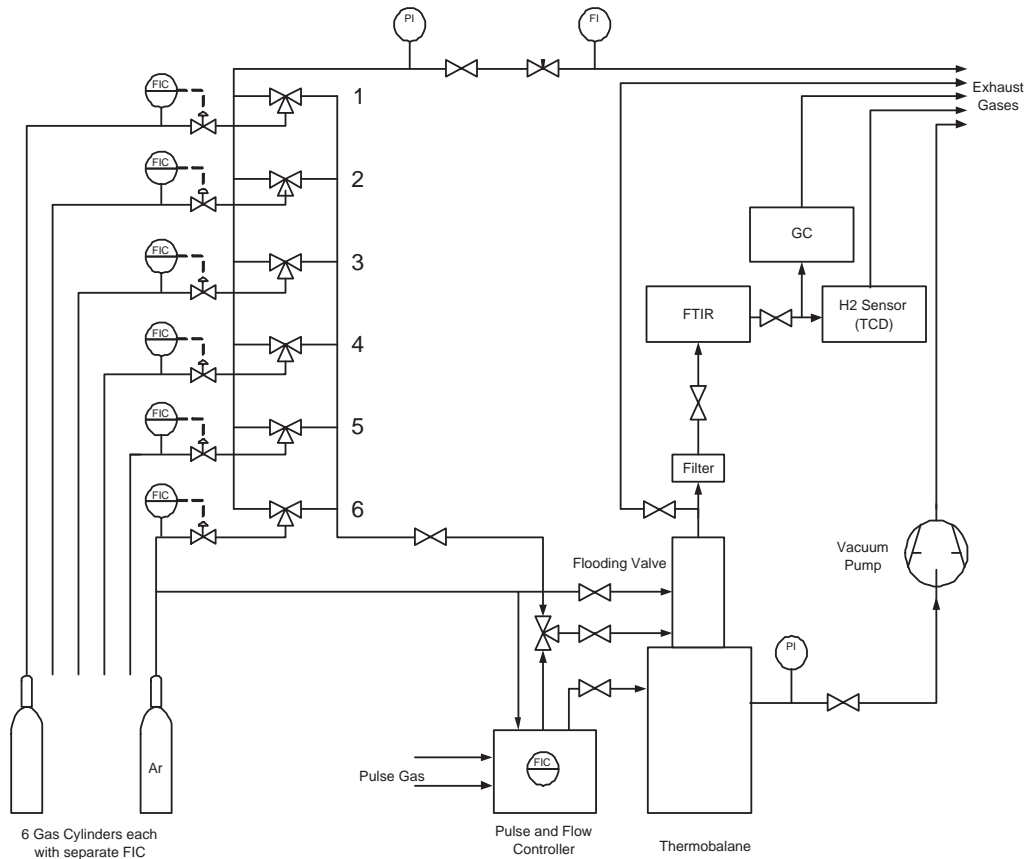 PI
FI
FIC
1
Exhaust
Gases
FIC
2
GC
FIC
3
FTIR
H2 Sensor
(TCD)
FIC
4
FIC
5
Filter
FIC
6
Vacuum
Pump
Flooding Valve
PI
Ar
FIC
Pulse Gas
6 Gas Cylinders each
with separate FIC
Pulse and Flow
Controller
Thermobalane